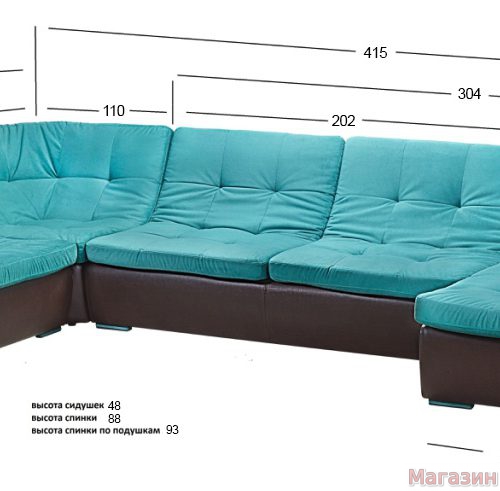 415
304
110
202
высота сидушек 48
высота спинки 88
высота спинки по подушкам 93
Магазин